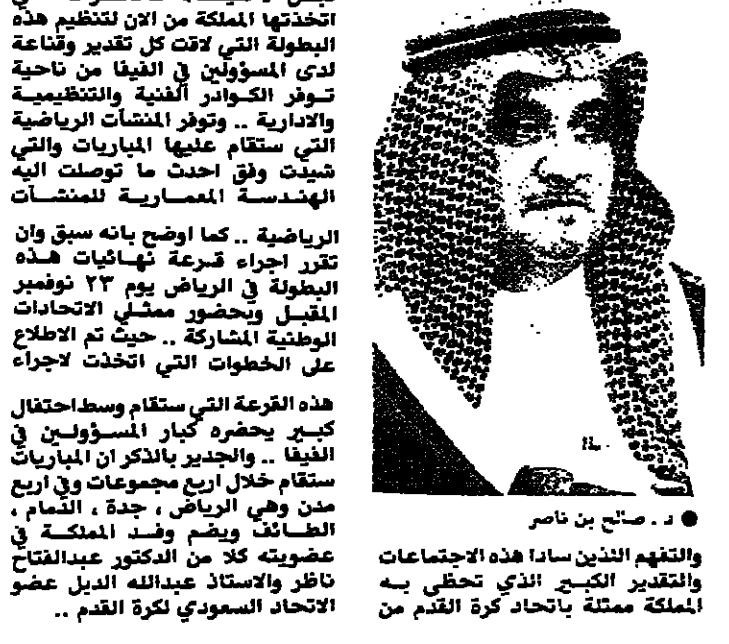 د . صالح بن ناصر
والتفهم اللذين سادا هذه الاجتماعات
والتقدير الكبير الذي تحظى به
المملكة ممثلة باتحاد كرة القدم من
اتخذتها المملكة من الان لتنظيم هذه
البطولة التي لاقت كل تقدير وقناعة
لدى المسؤولين في الفيفا من ناحية
توفر الكوادر الفنية والتنظيمية
والادارية .. وتوفر المنشآت الرياضية
التي ستقام عليها المباريات والتي
شيدت وفق احدث ما توصلت اليه
الهندسة المعمارية للمنشآت
الرياضية .. كما اوضح بانه سبق وان
تقرر اجراء قرعة نهائيات هذه
البطولة في الرياض يوم ٢٣ نوفمبر
المقبل وبحضور ممثلي الاتحادات
الوطنية المشاركة .. حيث تم الاطلاع
على الخطوات التي اتخذت لاجراء
هذه القرعة التي ستقام وسط احتفال
كبير يحضره كبار المسؤولين في
الفيفا .. والجدير بالذكر ان المباريات
ستقام خلال اربع مجموعات وفي اربع
مدن وهي الرياض ، جدة ، الدمام ،
الطائف ويضم وفد المملكة في
عضويته كلا من الدكتور عبدالفتاح
ناظر والاستاذ عبدالله الدبل عضو
الاتحاد السعودي لكرة القدم ..